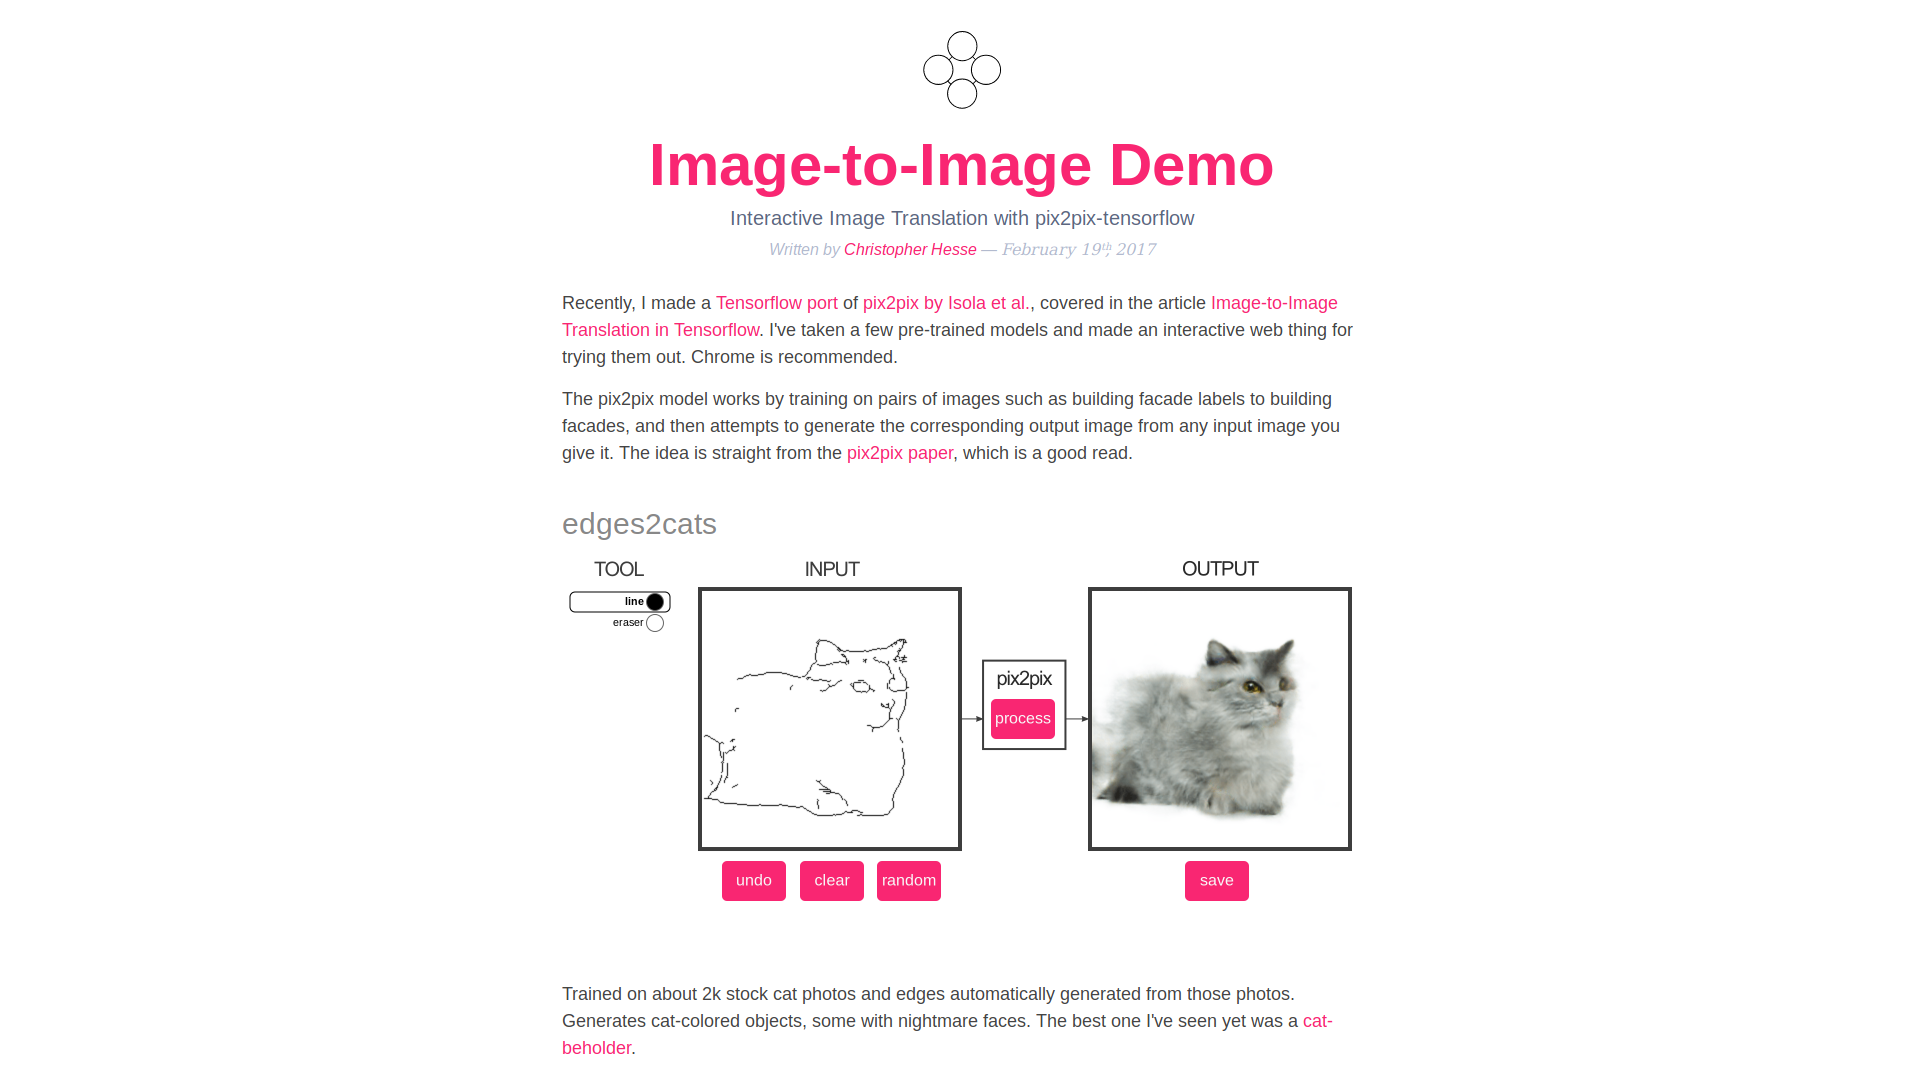 Image-to-Image Demo
Interactive Image Translation with pix2pix-tensorflow
Written by Christopher Hesse — February 19th, 2017
Recently, I made a Tensorflow port of pix2pix by Isola et al., covered in the article Image-to-Image
Translation in Tensorflow. I've taken a few pre-trained models and made an interactive web thing for
trying them out. Chrome is recommended.
The pix2pix model works by training on pairs of images such as building facade labels to building
facades, and then attempts to generate the corresponding output image from any input image you
give it. The idea is straight from the pix2pix paper, which is a good read.
edges2cats
TOOL
INPUT
OUTPUT
line
eraser
pix2pix
process
undo
clear
random
save
Trained on about 2k stock cat photos and edges automatically generated from those photos.
Generates cat-colored objects, some with nightmare faces. The best one I've seen yet was a cat-
beholder.